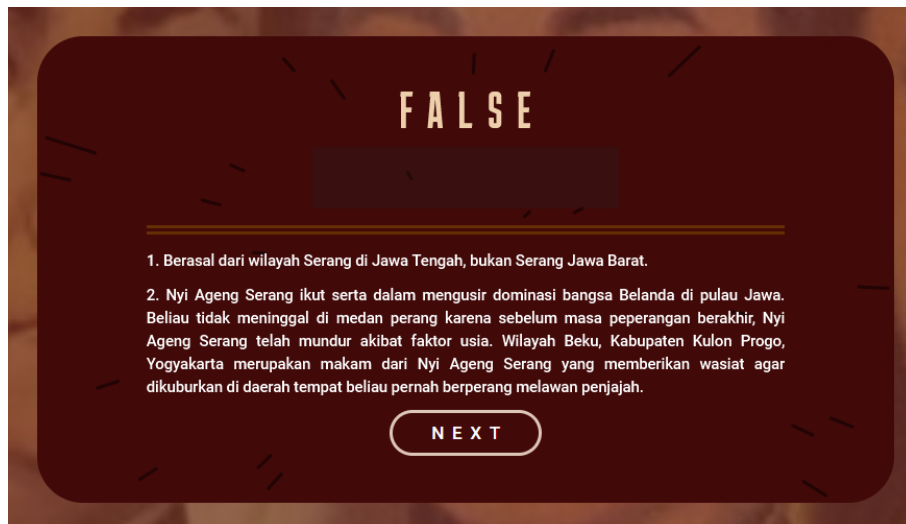 FALSE
1. Berasal dari wilayah Serang di Jawa Tengah, bukan Serang Jawa Barat.
2. Nyi Ageng Serang ikut serta dalam mengusir dominasi bangsa Belanda di pulau Jawa.
Beliau tidak meninggal di medan perang karena sebelum masa peperangan berakhir, Nyi
Ageng Serang telah mundur akibat faktor usia. Wilayah Beku, Kabupaten Kulon Progo,
Yogyakarta merupakan makam dari Nyi Ageng Serang yang memberikan wasiat agar
dikuburkan di daerah tempat beliau pernah berperang melawan penjajah.
NEXT